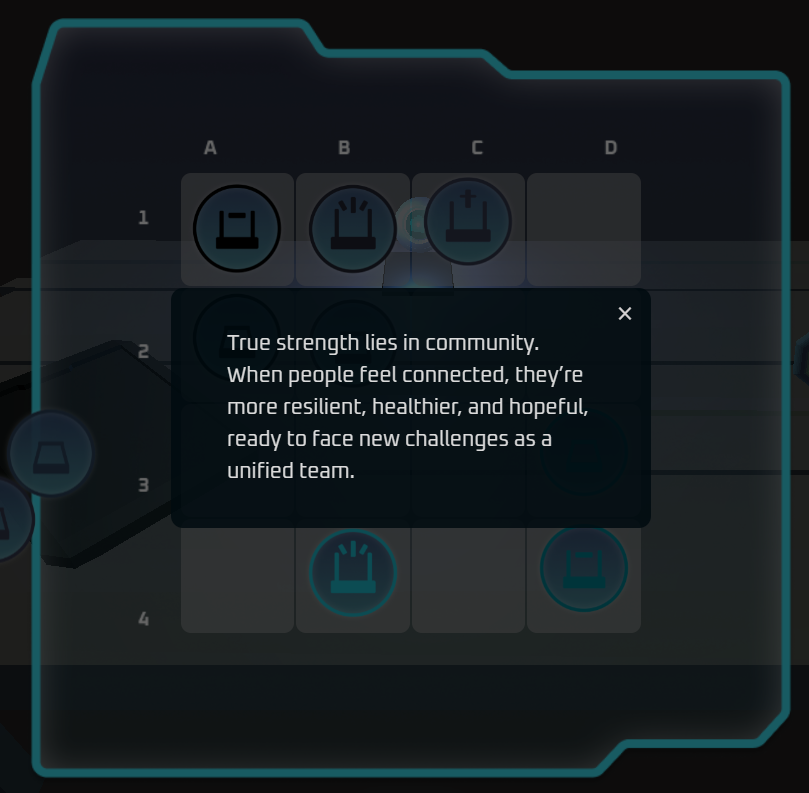 A B C D
1
×
2
True strength lies in community.
When people feel connected, they’re
more resilient, healthier, and hopeful,
ready to face new challenges as a
unified team.
3
4